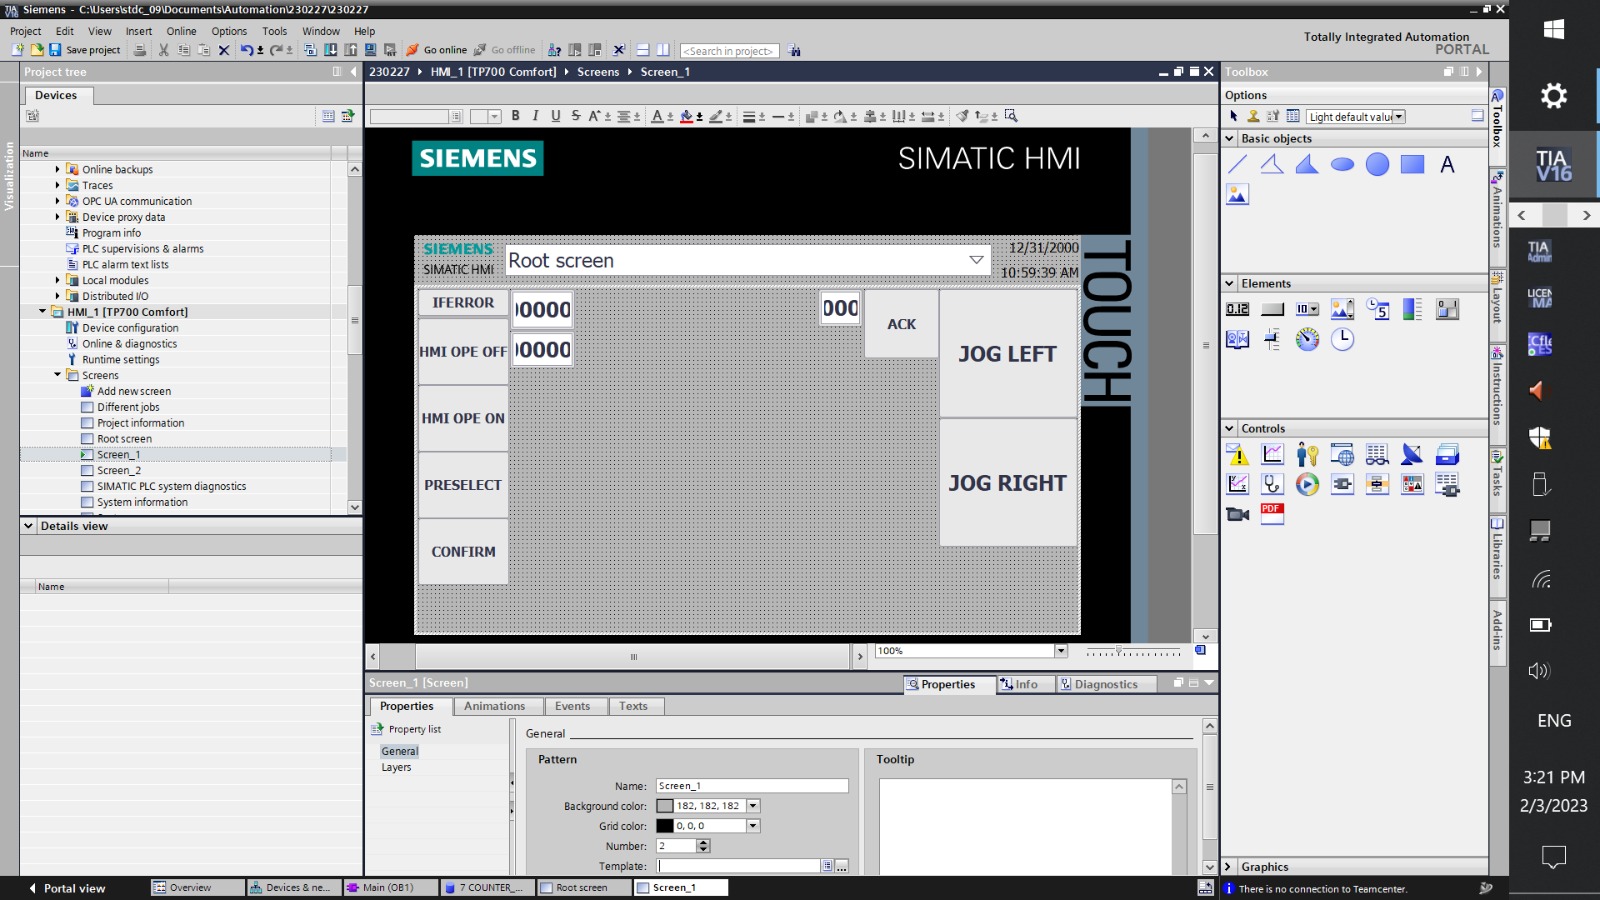 Siemens - C:\Users\stdc_09\Documents\Automation\230227\230227
Project Edit View Insert Online Options Tools Window Help
Save project Go online Go offline <Search in project>
Totally Integrated Automation
PORTAL
Project tree
Devices
Name
Online backups
Traces
OPC UA communication
Device proxy data
Program info
PLC supervisions & alarms
PLC alarm text lists
Local modules
Distributed I/O
HMI_1 [TP700 Comfort]
Device configuration
Online & diagnostics
Runtime settings
Screens
Add new screen
Different jobs
Project information
Root screen
Screen_1
Screen_2
SIMATIC PLC system diagnostics
System information
Details view
Name
Visualization
230227 HMI_1 [TP700 Comfort] Screens Screen_1
B I U S A
SIEMENS
SIMATIC HMI
SIEMENS
SIMATIC HMI
Root screen
12/31/2000
10:59:39 AM
TOUCH
IFERROR
HMI OPE OFF
HMI OPE ON
PRESELECT
CONFIRM
00000
00000
000
ACK
JOG LEFT
JOG RIGHT
100%
Screen_1 [Screen]
Properties Info Diagnostics
Properties Animations Events Texts
Property list
General
Layers
General
Pattern
Name: Screen_1
Background color: 182, 182, 182
Grid color: 0, 0, 0
Number: 2
Template:
Tooltip
Toolbox
Options
Light default valu
Basic objects
A
Elements
0.12
10
5
Controls
PDF
Graphics
Toolbox
Animations
Layout
Instructions
Tasks
Libraries
Add-ins
Portal view Overview Devices & ne... Main (OB1) 7 COUNTER_... Root screen Screen_1
There is no connection to Teamcenter.
TIA
V16
TIA
Admin
LICEN
MA
ENG
3:21 PM
2/3/2023